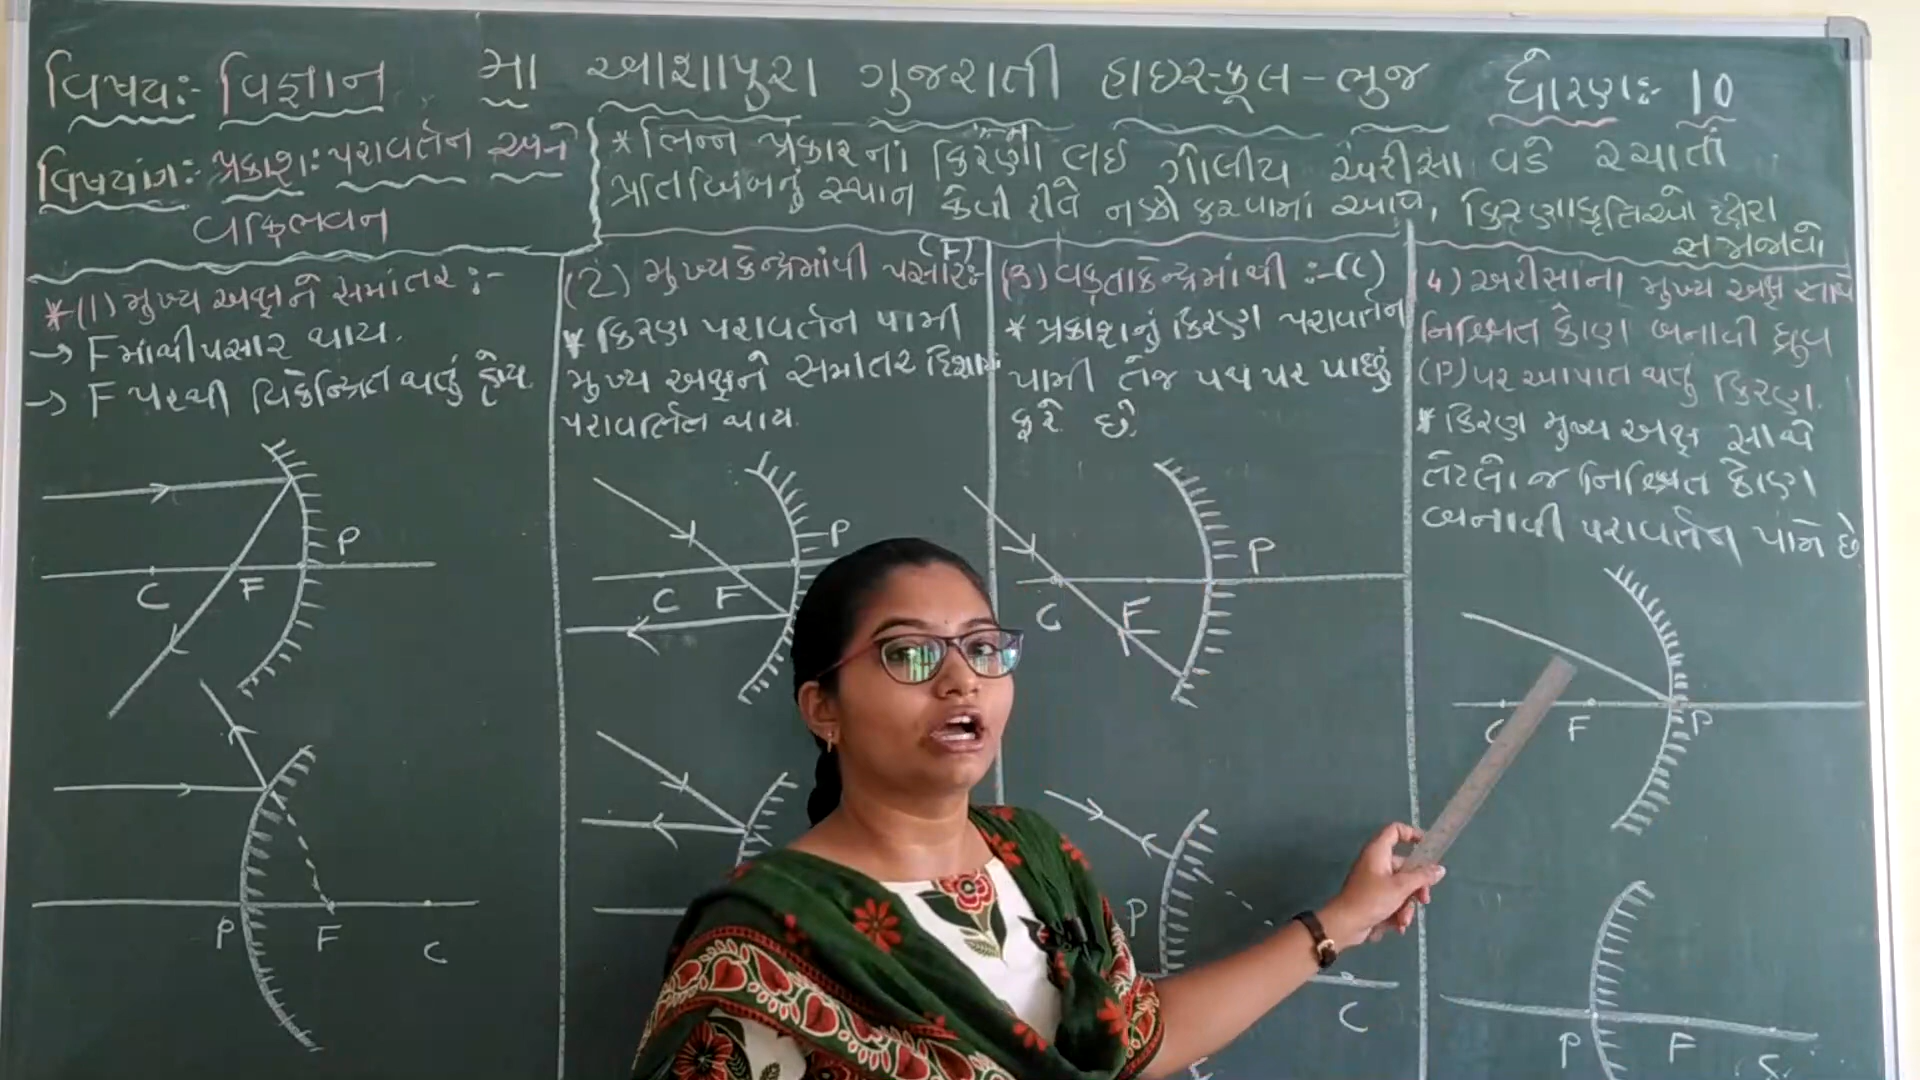 વિષય:- વિજ્ઞાન મા આશાપુરા ગુજરાતી હાઇસ્કૂલ - ભુજ ધોરણ:- 10
વિષયાંગ:- પ્રકાશ: પરાવર્તન અને
વક્રીભવન
* ભિન્ન પ્રકારનાં કિરણો લઇ ગોલીય અરીસા વડે રચાતાં
પ્રતિબિંબનું સ્થાન કેવી રીતે નક્કી કરવામાં આવે, કિરણાકૃતિઓ દ્વારા
સમજાવો
* (1) મુખ્ય અક્ષને સમાંતર :-
→ F માંથી પસાર થાય.
→ F પરથી વિકેન્દ્રિત થતું હોય
C F P
P F C
(F)
(2) મુખ્યકેન્દ્રમાંથી પસાર:-
* કિરણ પરાવર્તન પામી
મુખ્ય અક્ષને સમાંતર દિશામાં
પરાવર્તિત થાય.
C F P
(3) વક્રતાકેન્દ્રમાંથી :- (C)
* પ્રકાશનું કિરણ પરાવર્તન
પામી તેજ પથ પર પાછું
ફરે છે.
C F P
P C
4) અરીસાના મુખ્ય અક્ષ સાથે
નિશ્ચિત કોણ બનાવી ધ્રુવ
(P) પર આપાત થતું કિરણ.
* કિરણ મુખ્ય અક્ષ સાથે
તેટલો જ નિશ્ચિત કોણ
બનાવી પરાવર્તન પામે છે
C F P
P F C